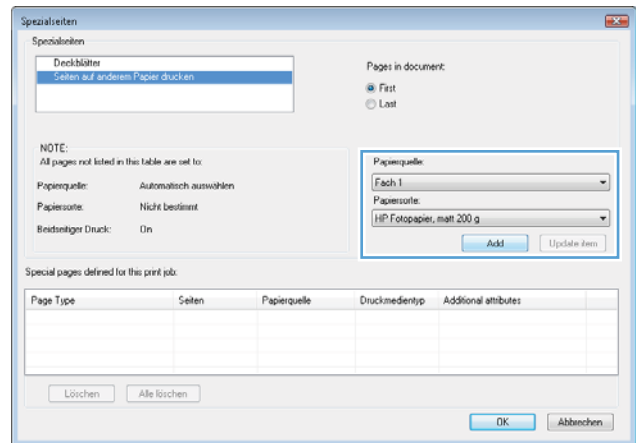 Spezialseiten
Spezialseiten
Deckblätter
Seiten auf anderem Papier drucken
Pages in document:
First
Last
NOTE:
All pages not listed in this table are set to:
Papierquelle: Automatisch auswählen
Papiersorte: Nicht bestimmt
Beidseitiger Druck: On
Papierquelle:
Fach 1
Papiersorte:
HP Fotopapier, matt 200 g
Add Update item
Special pages defined for this print job:
Page Type Seiten Papierquelle Druckmedientyp Additional attributes
Löschen Alle löschen
OK Abbrechen